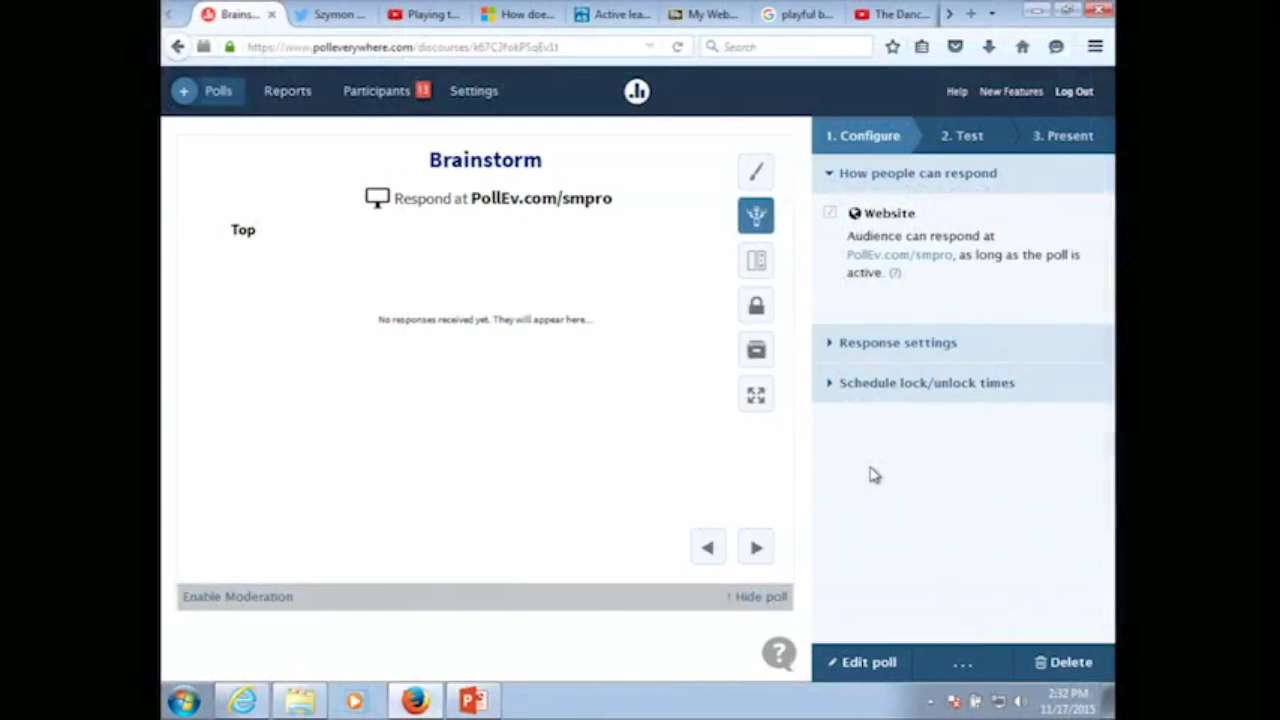 Brains...
Szymon ...
Playing t...
How doe...
Active lea...
My Web...
playful b...
The Danc...
https://www.polleverywhere.com/discourses/
Search
+ Polls
Reports
Participants 13
Settings
Help
New Features
Log Out
Brainstorm
Respond at PollEv.com/smpro
Top
No responses received yet. They will appear here...
Enable Moderation
↑ Hide poll
1. Configure
2. Test
3. Present
How people can respond
Website
Audience can respond at
PollEv.com/smpro, as long as the poll is
active. (?)
Response settings
Schedule lock/unlock times
Edit poll
...
Delete
2:32 PM
11/17/2015